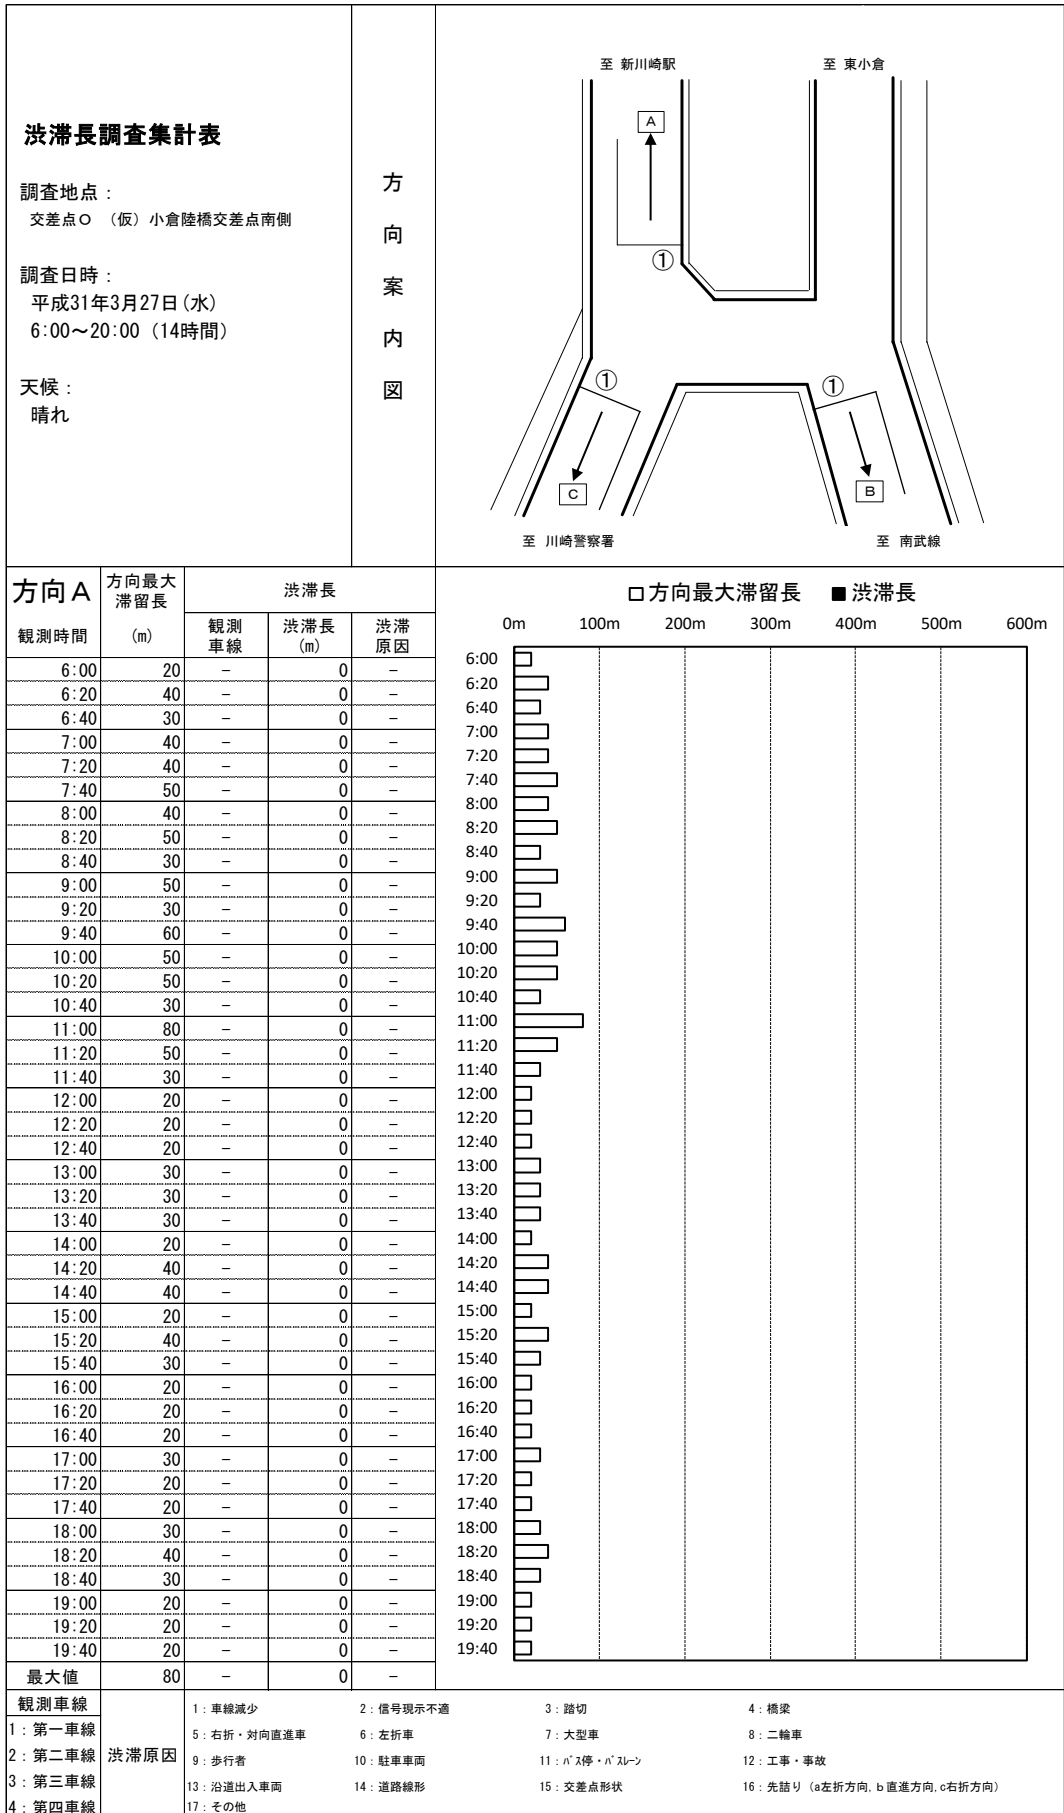 渋滞長調査集計表
調査地点：
交差点O （仮）小倉陸橋交差点南側
調査日時：
平成31年3月27日(水)
6:00～20:00（14時間）
天候：
晴れ
方
向
案
内
図
至 新川崎駅
至 東小倉
A
①
①
①
C
B
至 川崎警察署
至 南武線
方向A 方向最大滞留長 渋滞長
観測時間 (m) 観測車線 渋滞長(m) 渋滞原因
6:00 20 － 0 －
6:20 40 － 0 －
6:40 30 － 0 －
7:00 40 － 0 －
7:20 40 － 0 －
7:40 50 － 0 －
8:00 40 － 0 －
8:20 50 － 0 －
8:40 30 － 0 －
9:00 50 － 0 －
9:20 30 － 0 －
9:40 60 － 0 －
10:00 50 － 0 －
10:20 50 － 0 －
10:40 30 － 0 －
11:00 80 － 0 －
11:20 50 － 0 －
11:40 30 － 0 －
12:00 20 － 0 －
12:20 20 － 0 －
12:40 20 － 0 －
13:00 30 － 0 －
13:20 30 － 0 －
13:40 30 － 0 －
14:00 20 － 0 －
14:20 40 － 0 －
14:40 40 － 0 －
15:00 20 － 0 －
15:20 40 － 0 －
15:40 30 － 0 －
16:00 20 － 0 －
16:20 20 － 0 －
16:40 20 － 0 －
17:00 30 － 0 －
17:20 20 － 0 －
17:40 20 － 0 －
18:00 30 － 0 －
18:20 40 － 0 －
18:40 30 － 0 －
19:00 20 － 0 －
19:20 20 － 0 －
19:40 20 － 0 －
最大値 80 － 0 －
□方向最大滞留長 ■渋滞長
0m 100m 200m 300m 400m 500m 600m
6:00
6:20
6:40
7:00
7:20
7:40
8:00
8:20
8:40
9:00
9:20
9:40
10:00
10:20
10:40
11:00
11:20
11:40
12:00
12:20
12:40
13:00
13:20
13:40
14:00
14:20
14:40
15:00
15:20
15:40
16:00
16:20
16:40
17:00
17:20
17:40
18:00
18:20
18:40
19:00
19:20
19:40
観測車線
1：第一車線
2：第二車線
3：第三車線
4：第四車線
渋滞原因
1：車線減少 2：信号現示不適 3：踏切 4：橋梁
5：右折・対向直進車 6：左折車 7：大型車 8：二輪車
9：歩行者 10：駐車車両 11：ﾊﾞｽ停・ﾊﾞｽﾚｰﾝ 12：工事・事故
13：沿道出入車両 14：道路線形 15：交差点形状 16：先詰り（a左折方向,b直進方向,c右折方向）
17：その他